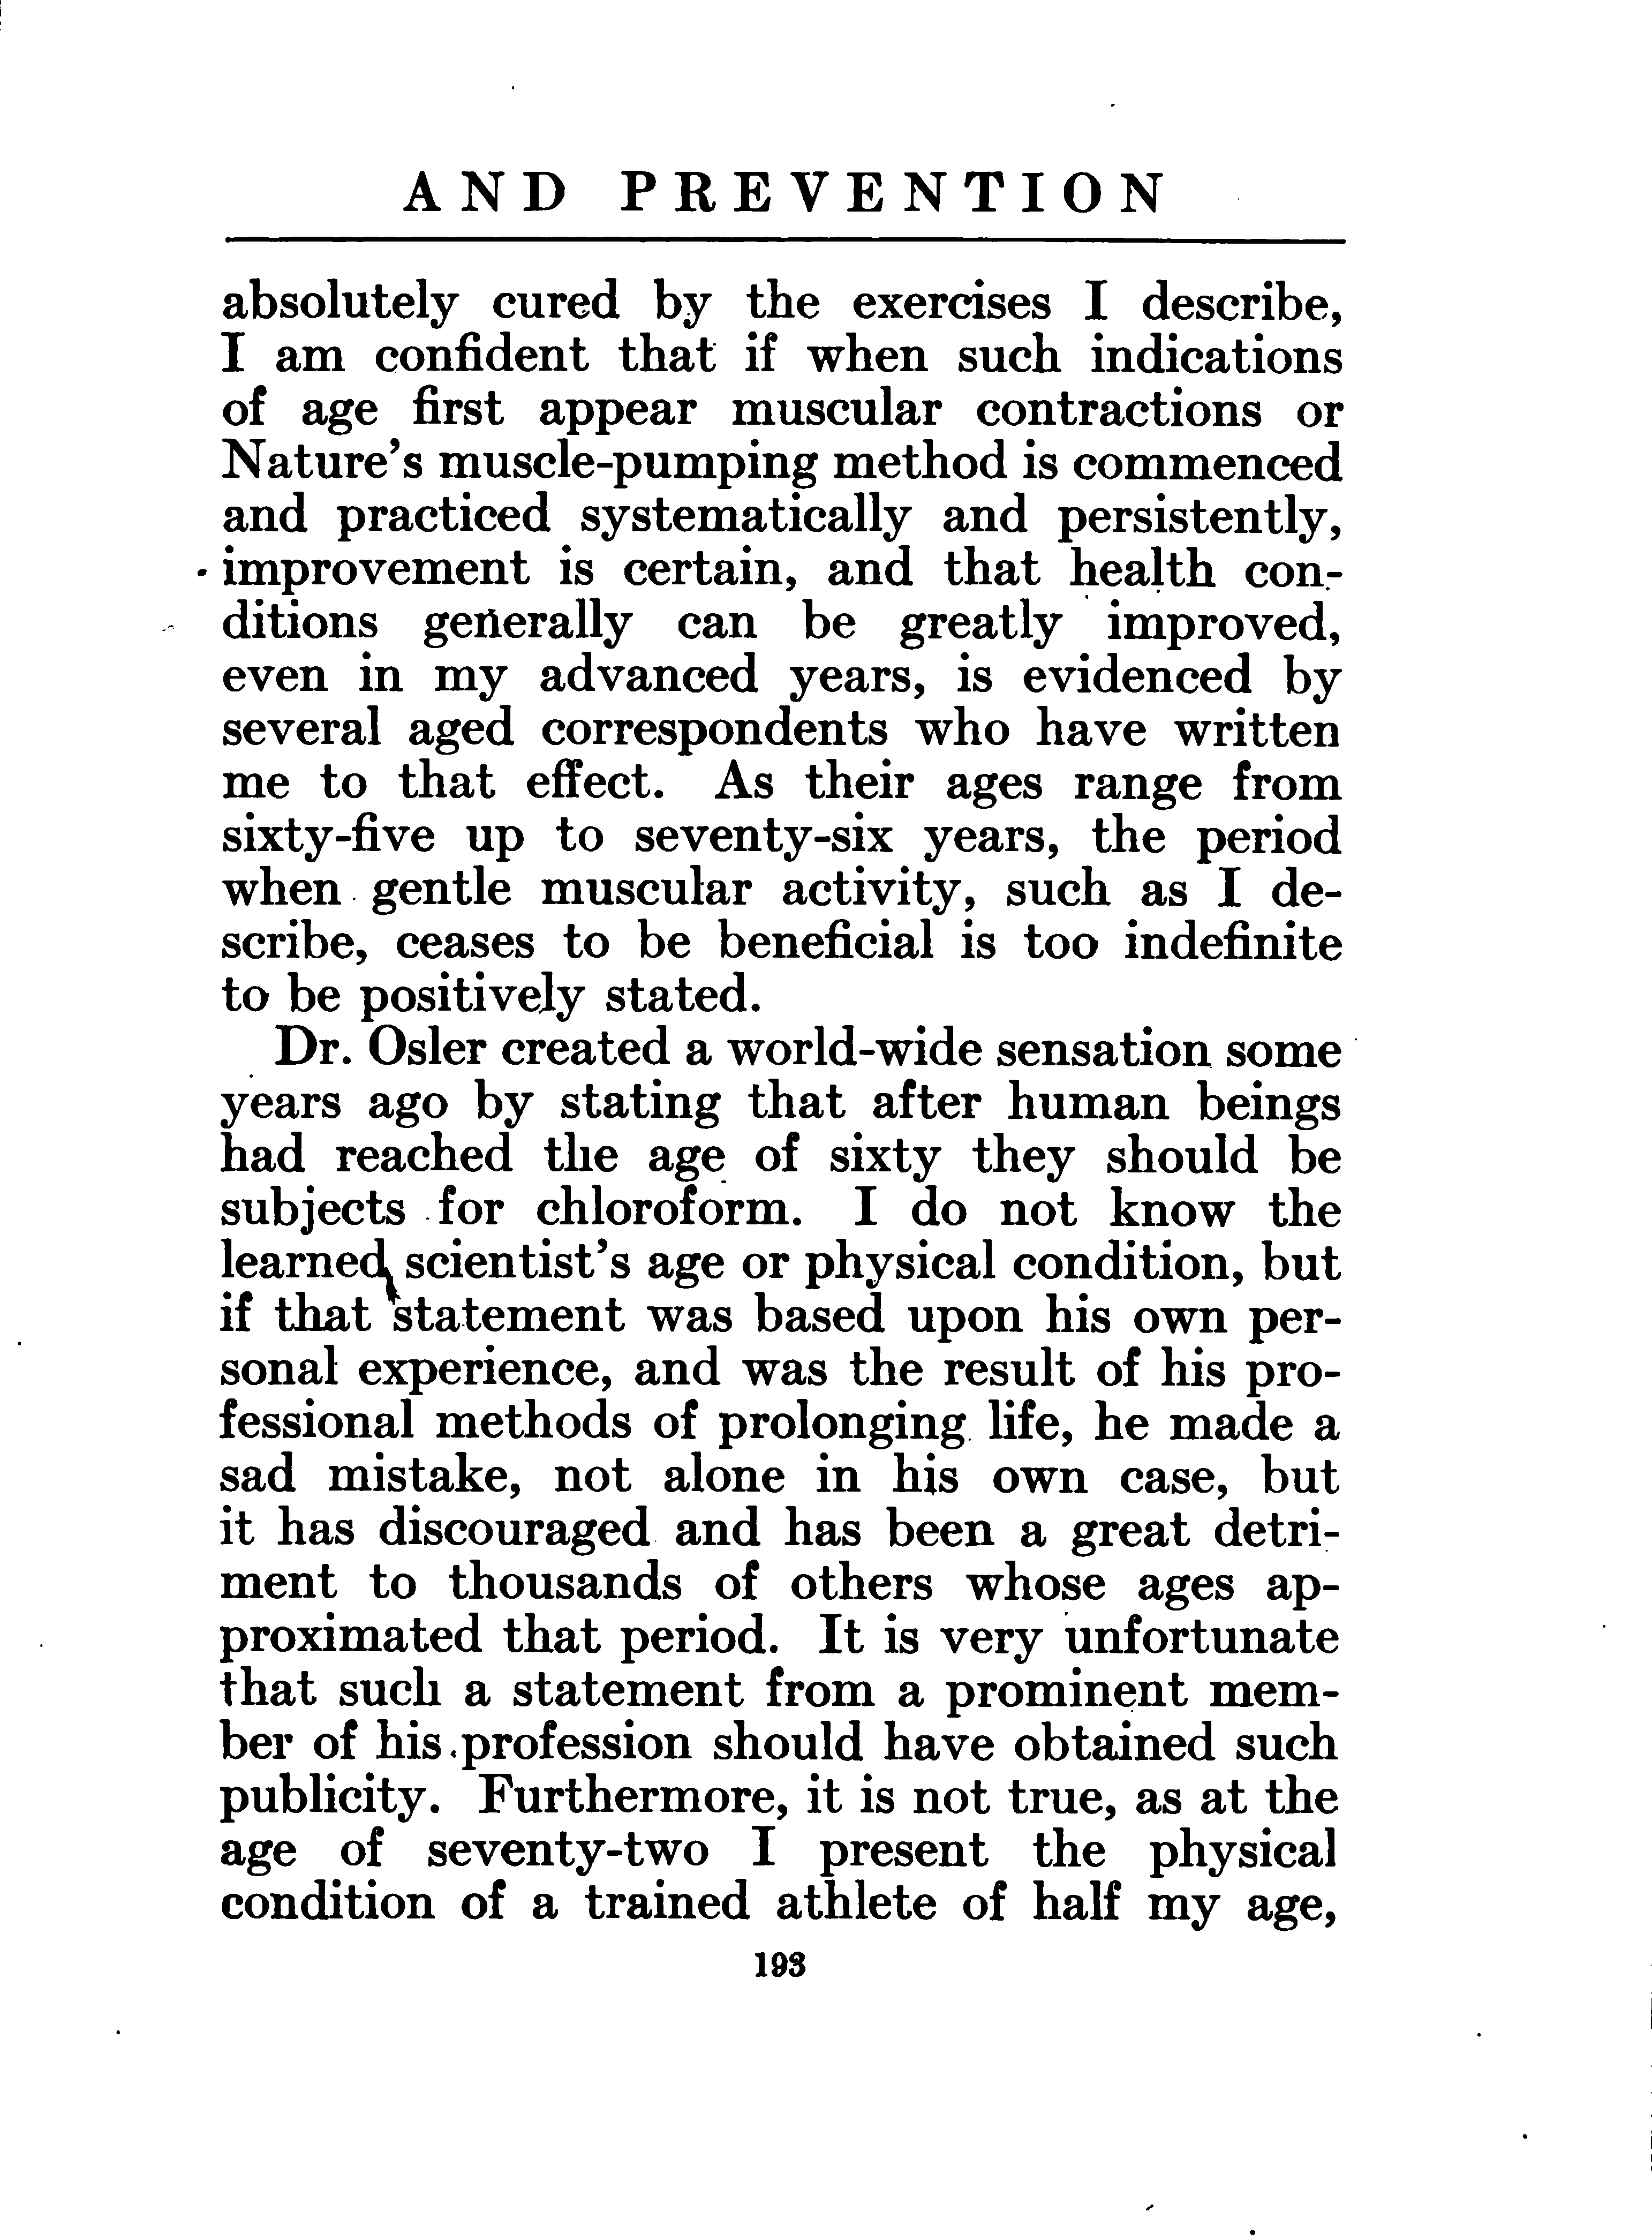 AND PREVENTION
absolutely cured by the exercises I describe,
I am confident that if when such indications
of age first appear muscular contractions or
Nature's muscle-pumping method is commenced
and practiced systematically and persistently,
improvement is certain, and that health con-
ditions generally can be greatly improved,
even in my advanced years, is evidenced by
several aged correspondents who have written
me to that effect. As their ages range from
sixty-five up to seventy-six years, the period
when gentle muscular activity, such as I de-
scribe, ceases to be beneficial is too indefinite
to be positively stated.
Dr. Osler created a world-wide sensation some
years ago by stating that after human beings
had reached the age of sixty they should be
subjects for chloroform. I do not know the
learned scientist's age or physical condition, but
if that statement was based upon his own per-
sonal experience, and was the result of his pro-
fessional methods of prolonging life, he made a
sad mistake, not alone in his own case, but
it has discouraged and has been a great detri-
ment to thousands of others whose ages ap-
proximated that period. It is very unfortunate
that such a statement from a prominent mem-
ber of his profession should have obtained such
publicity. Furthermore, it is not true, as at the
age of seventy-two I present the physical
condition of a trained athlete of half my age,
193